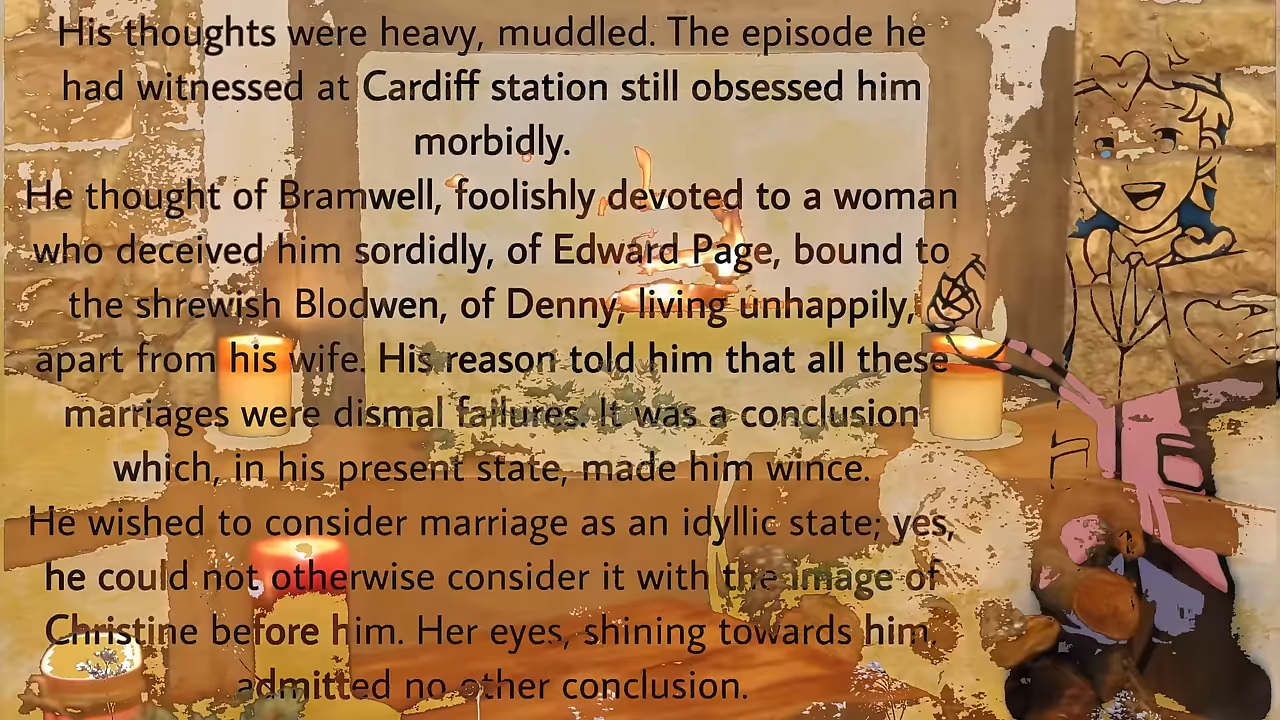 His thoughts were heavy, muddled. The episode he
had witnessed at Cardiff station still obsessed him
morbidly.
He thought of Bramwell, foolishly devoted to a woman
who deceived him sordidly, of Edward Page, bound to
the shrewish Blodwen, of Denny, living unhappily,
apart from his wife. His reason told him that all these
marriages were dismal failures. It was a conclusion
which, in his present state, made him wince.
He wished to consider marriage as an idyllic state; yes,
he could not otherwise consider it with the image of
Christine before him. Her eyes, shining towards him,
admitted no other conclusion.